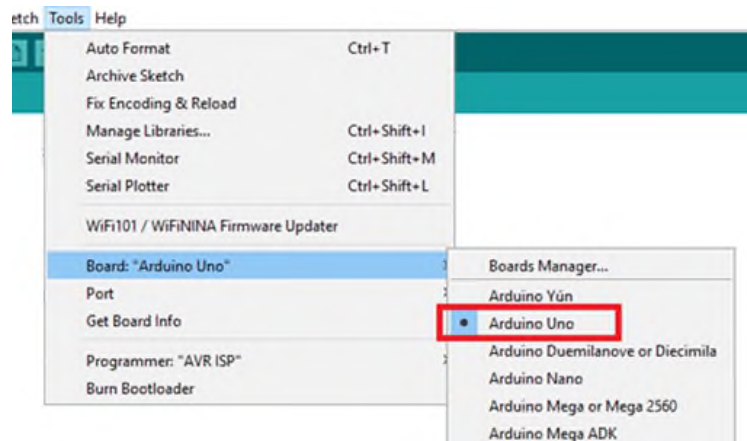 etch Tools Help
Auto Format Ctrl+T
Archive Sketch
Fix Encoding & Reload
Manage Libraries... Ctrl+Shift+I
Serial Monitor Ctrl+Shift+M
Serial Plotter Ctrl+Shift+L
WiFi101 / WiFiNINA Firmware Updater
Board: "Arduino Uno"
Port
Get Board Info
Programmer: "AVR ISP"
Burn Bootloader
Boards Manager...
Arduino Yún
Arduino Uno
Arduino Duemilanove or Diecimila
Arduino Nano
Arduino Mega or Mega 2560
Arduino Mega ADK